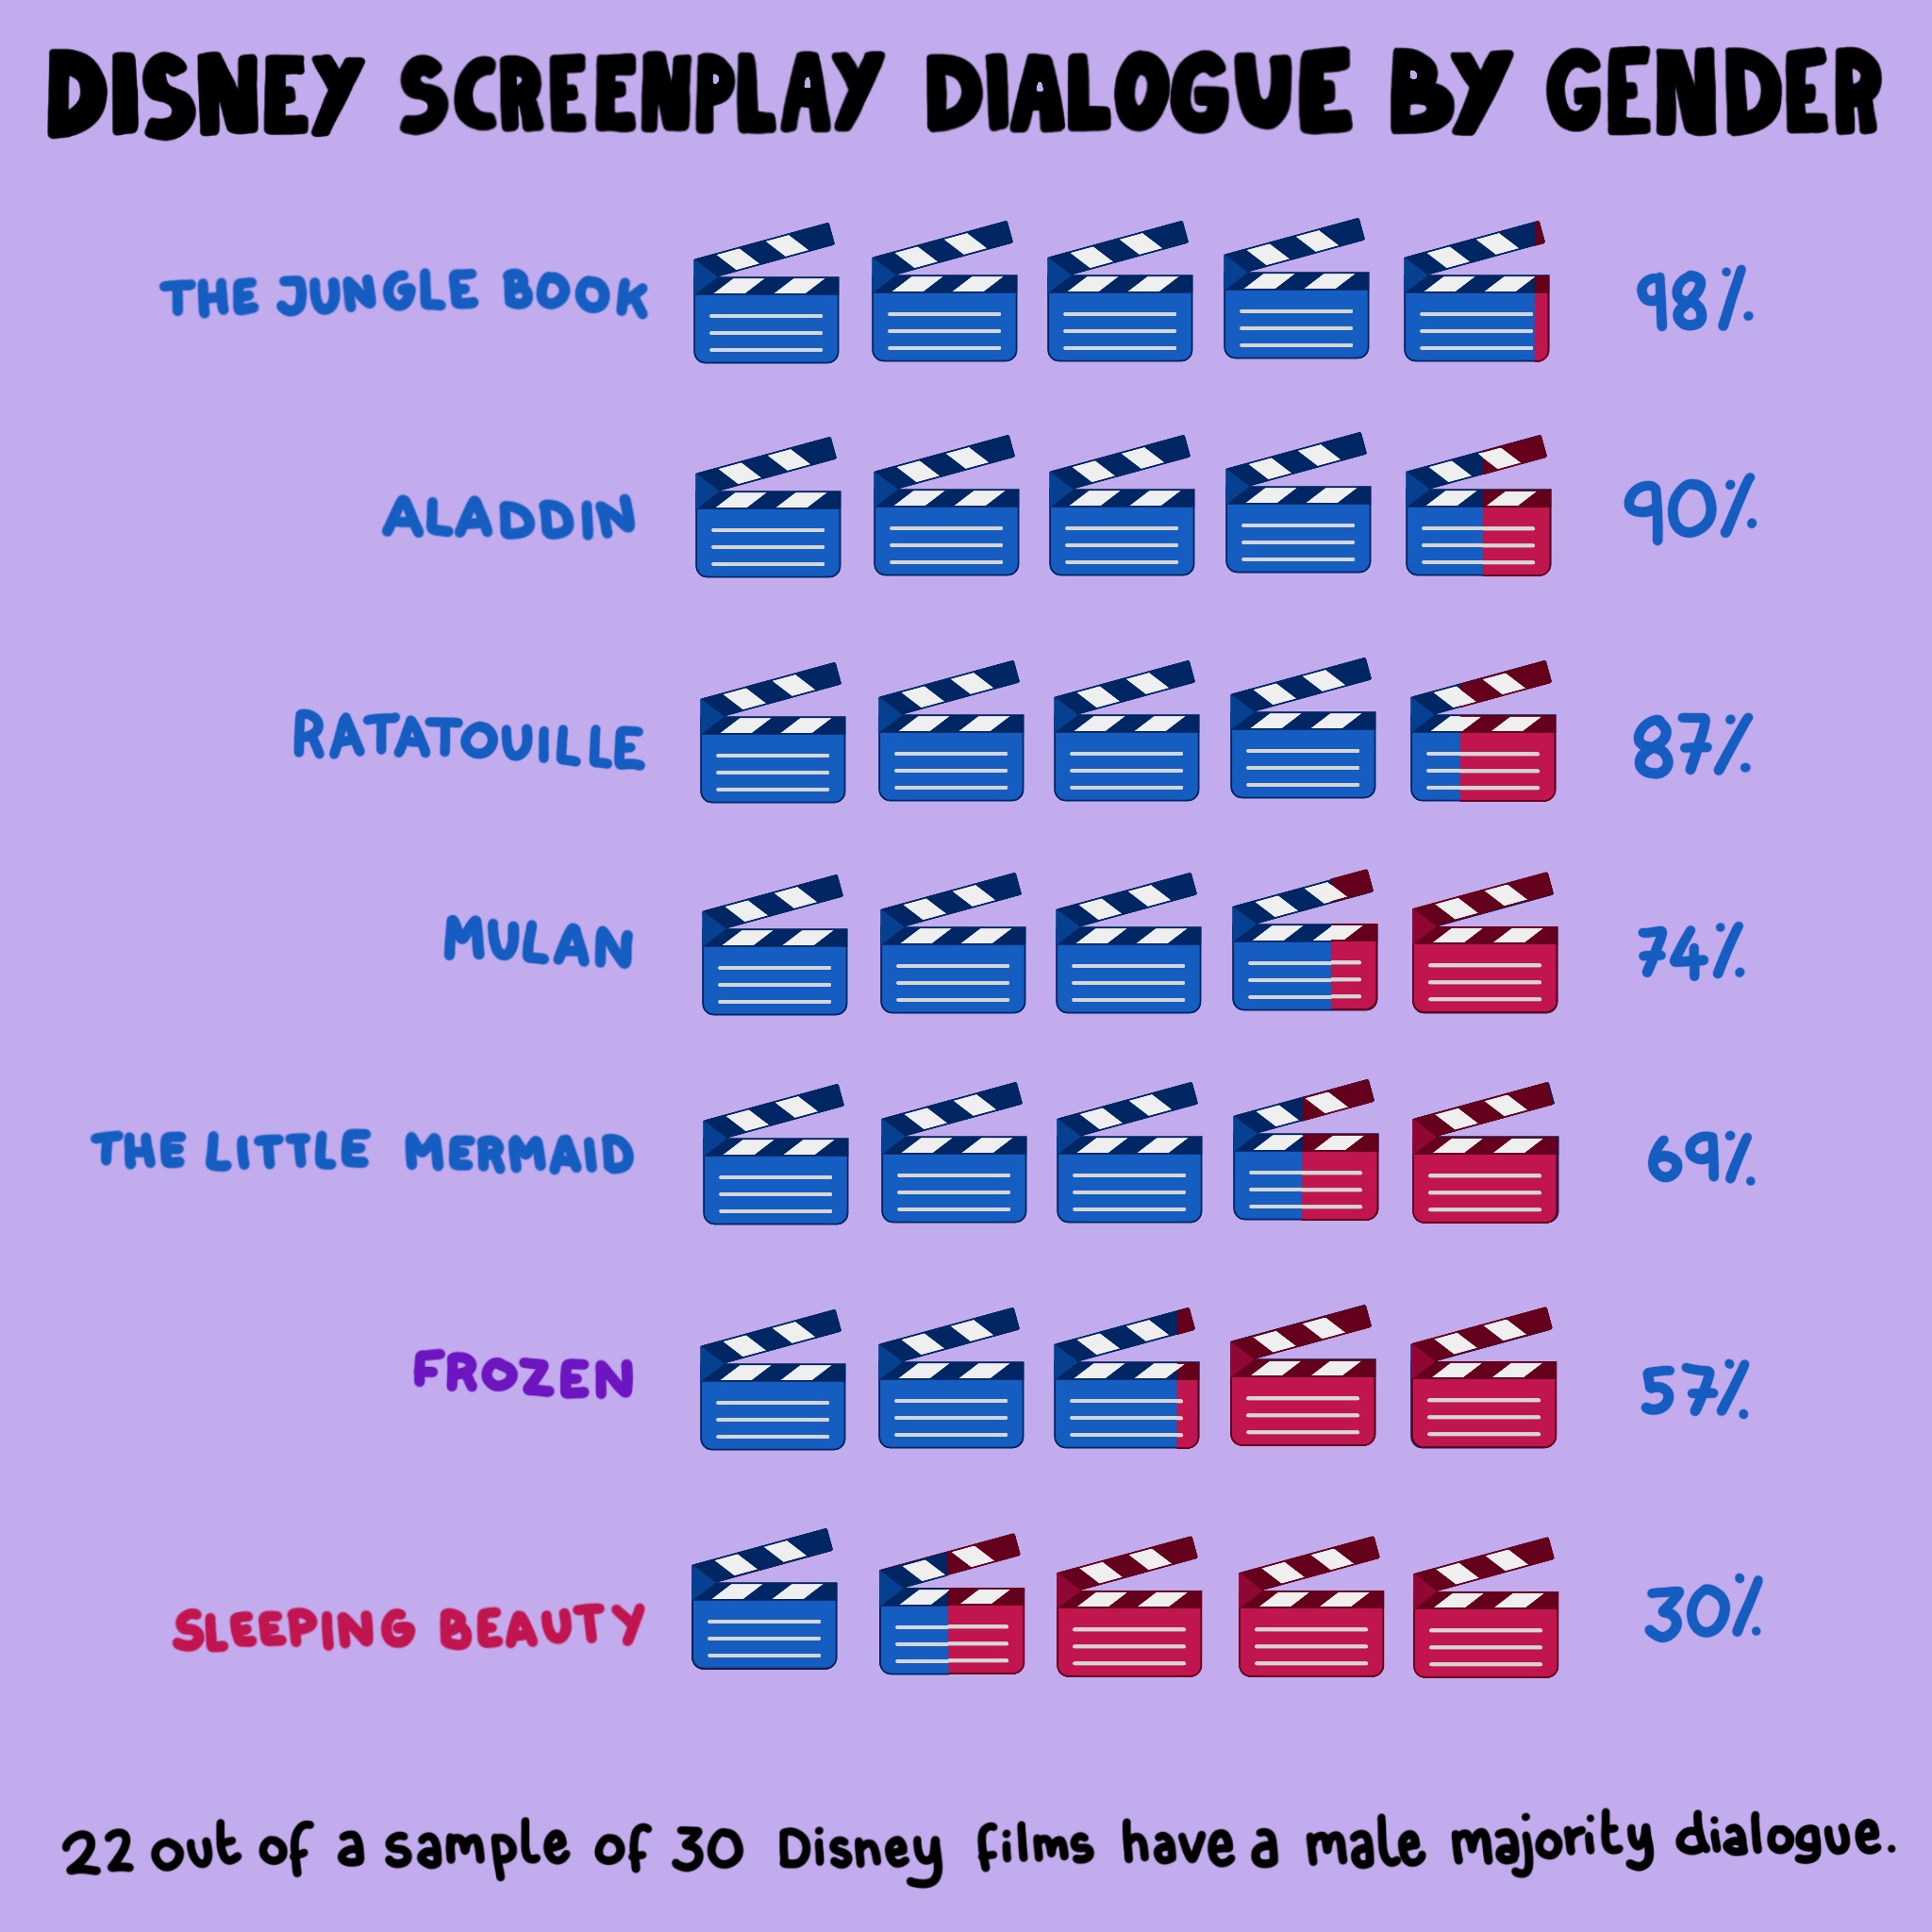 DISNEY SCREENPLAY DIALOGUE BY GENDER
THE JUNGLE BOOK 98%
ALADDIN 90%
RATATOUILLE 87%
MULAN 74%
THE LITTLE MERMAID 69%
FROZEN 57%
SLEEPING BEAUTY 30%
22 out of a sample of 30 Disney films have a male majority dialogue.